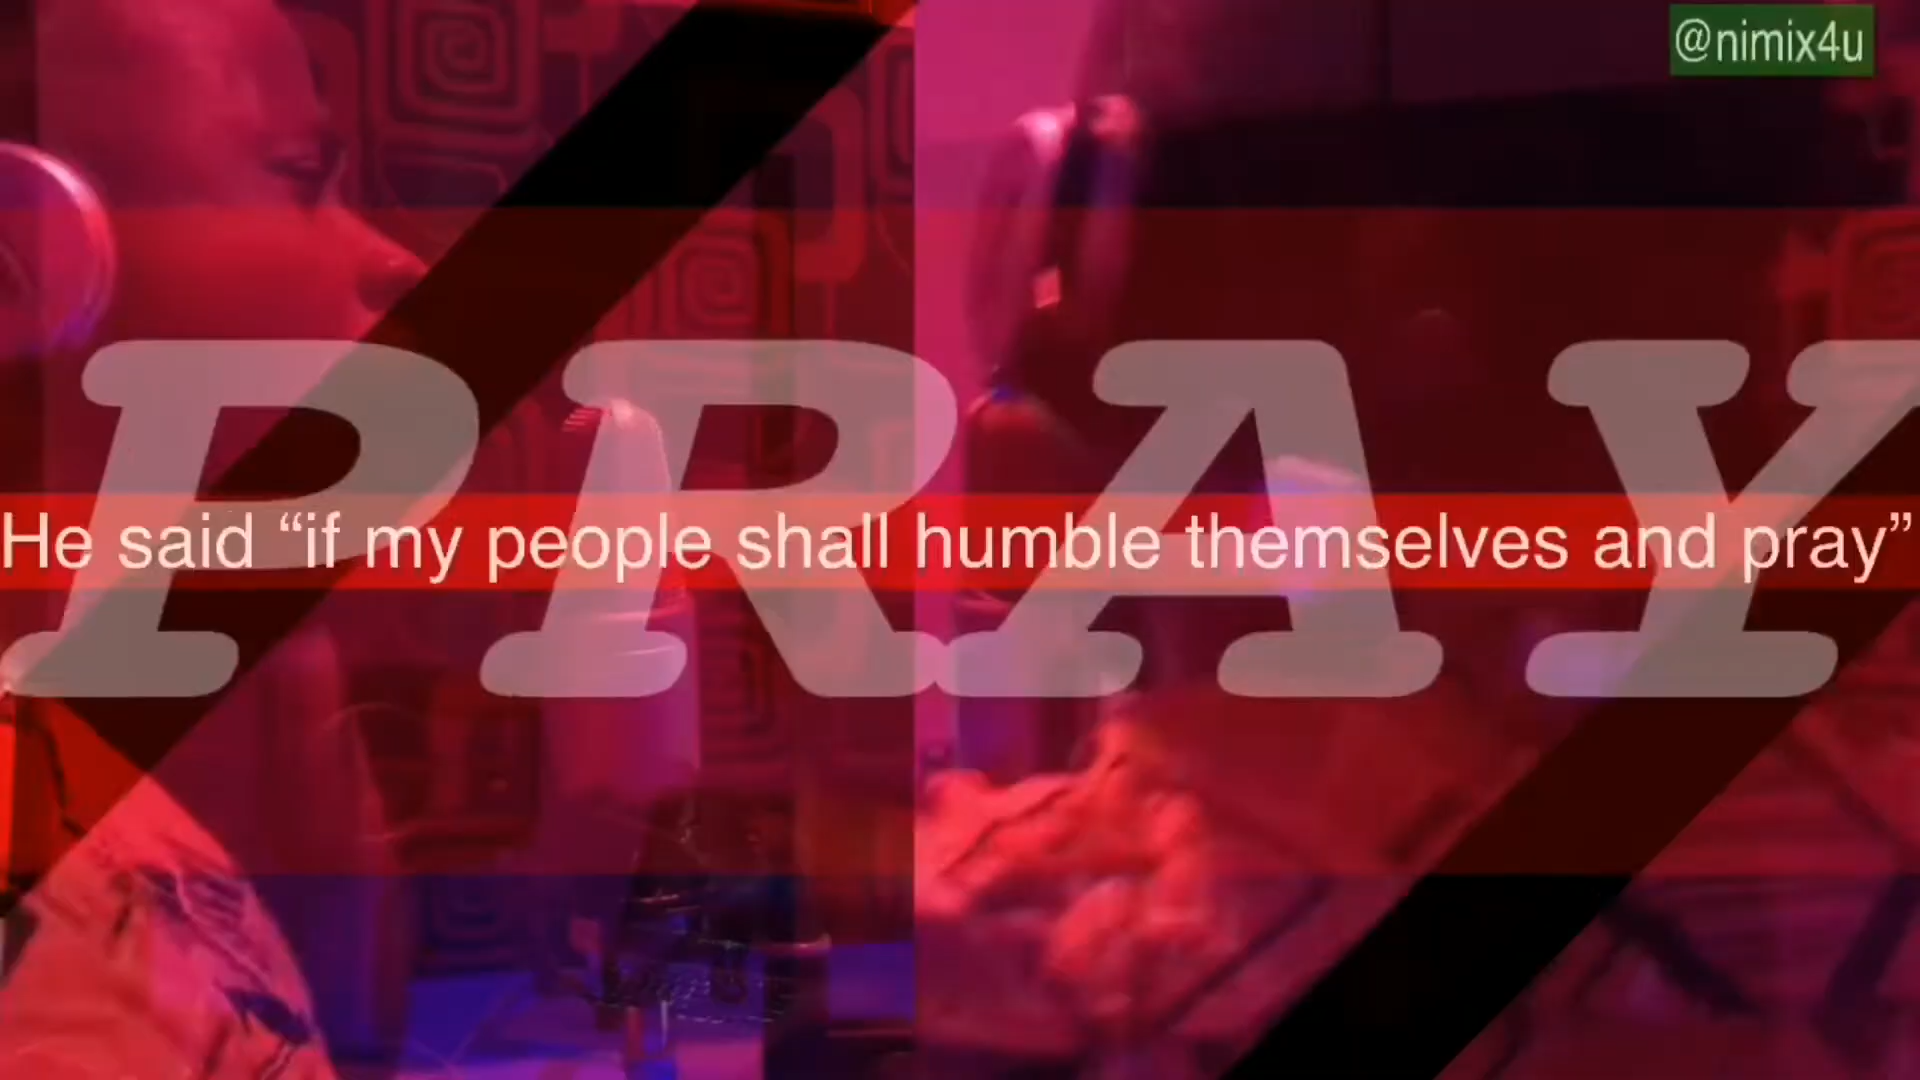 @nimix4u
PRAY
He said “if my people shall humble themselves and pray”